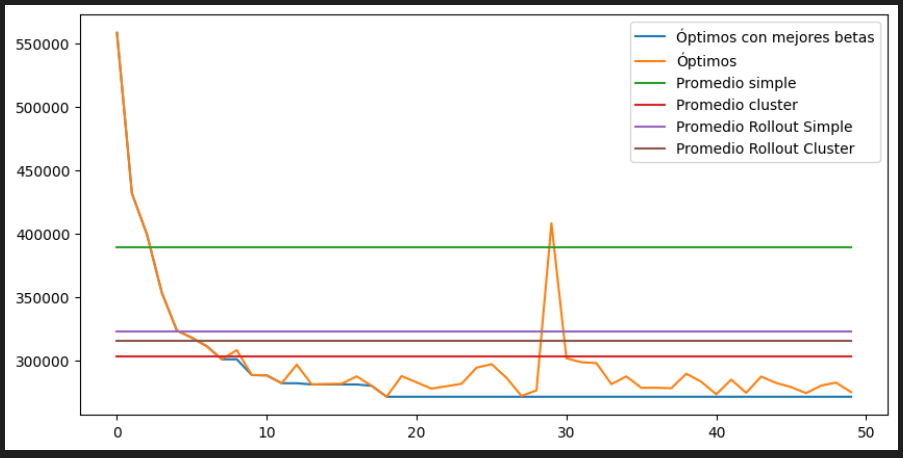 550000
500000
450000
400000
350000
300000
0
10
20
30
40
50
Óptimos con mejores betas
Óptimos
Promedio simple
Promedio cluster
Promedio Rollout Simple
Promedio Rollout Cluster